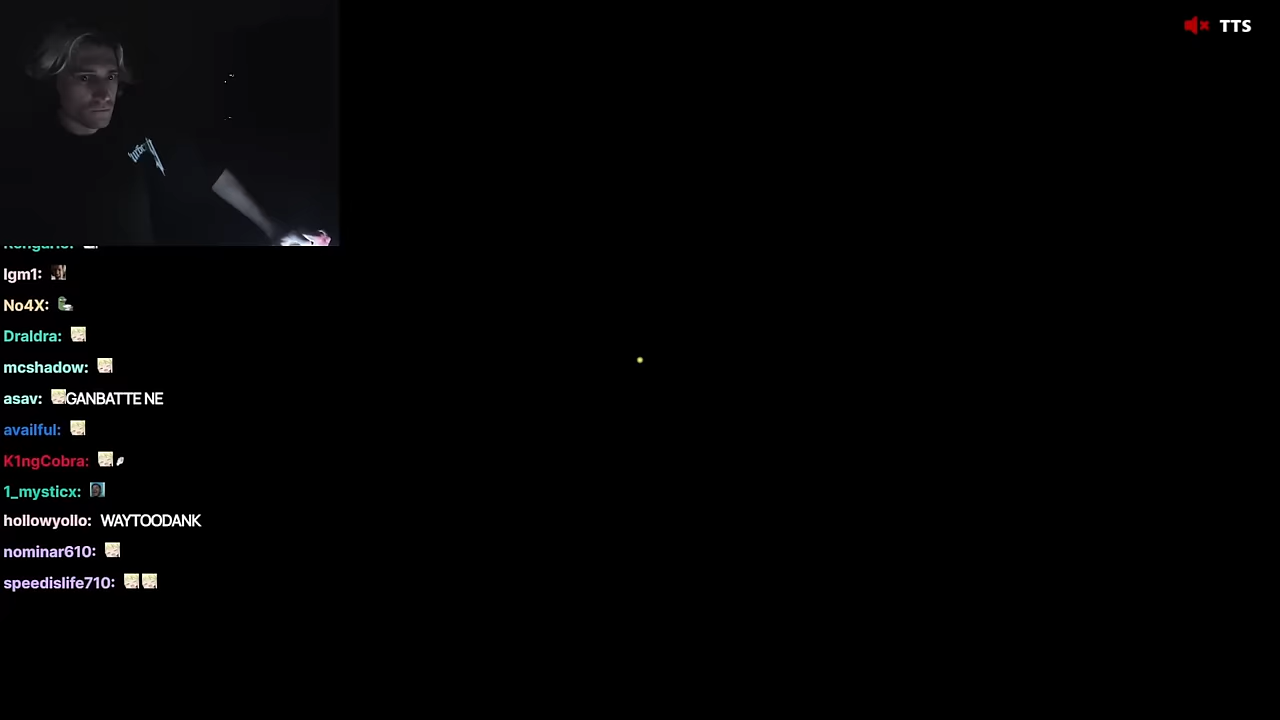 TTS
lgm1:
No4X:
Draldra:
mcshadow:
asav: GANBATTE NE
availful:
K1ngCobra:
1_mysticx:
hollowyollo: WAYTOODANK
nominar610:
speedislife710: